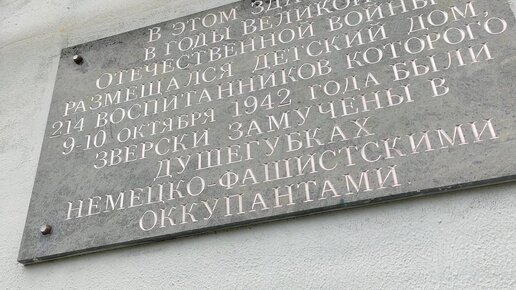 В ЭТОМ
В ГОДЫ ВЕЛИКОЙ
ОТЕЧЕСТВЕННОЙ ВОЙНЫ
РАЗМЕЩАЛСЯ ДЕТСКИЙ ДОМ,
214 ВОСПИТАННИКОВ КОТОРОГО
9-10 ОКТЯБРЯ 1942 ГОДА БЫЛИ
ЗВЕРСКИ ЗАМУЧЕНЫ В
ДУШЕГУБКАХ
НЕМЕЦКО-ФАШИСТСКИМИ
ОККУПАНТАМИ